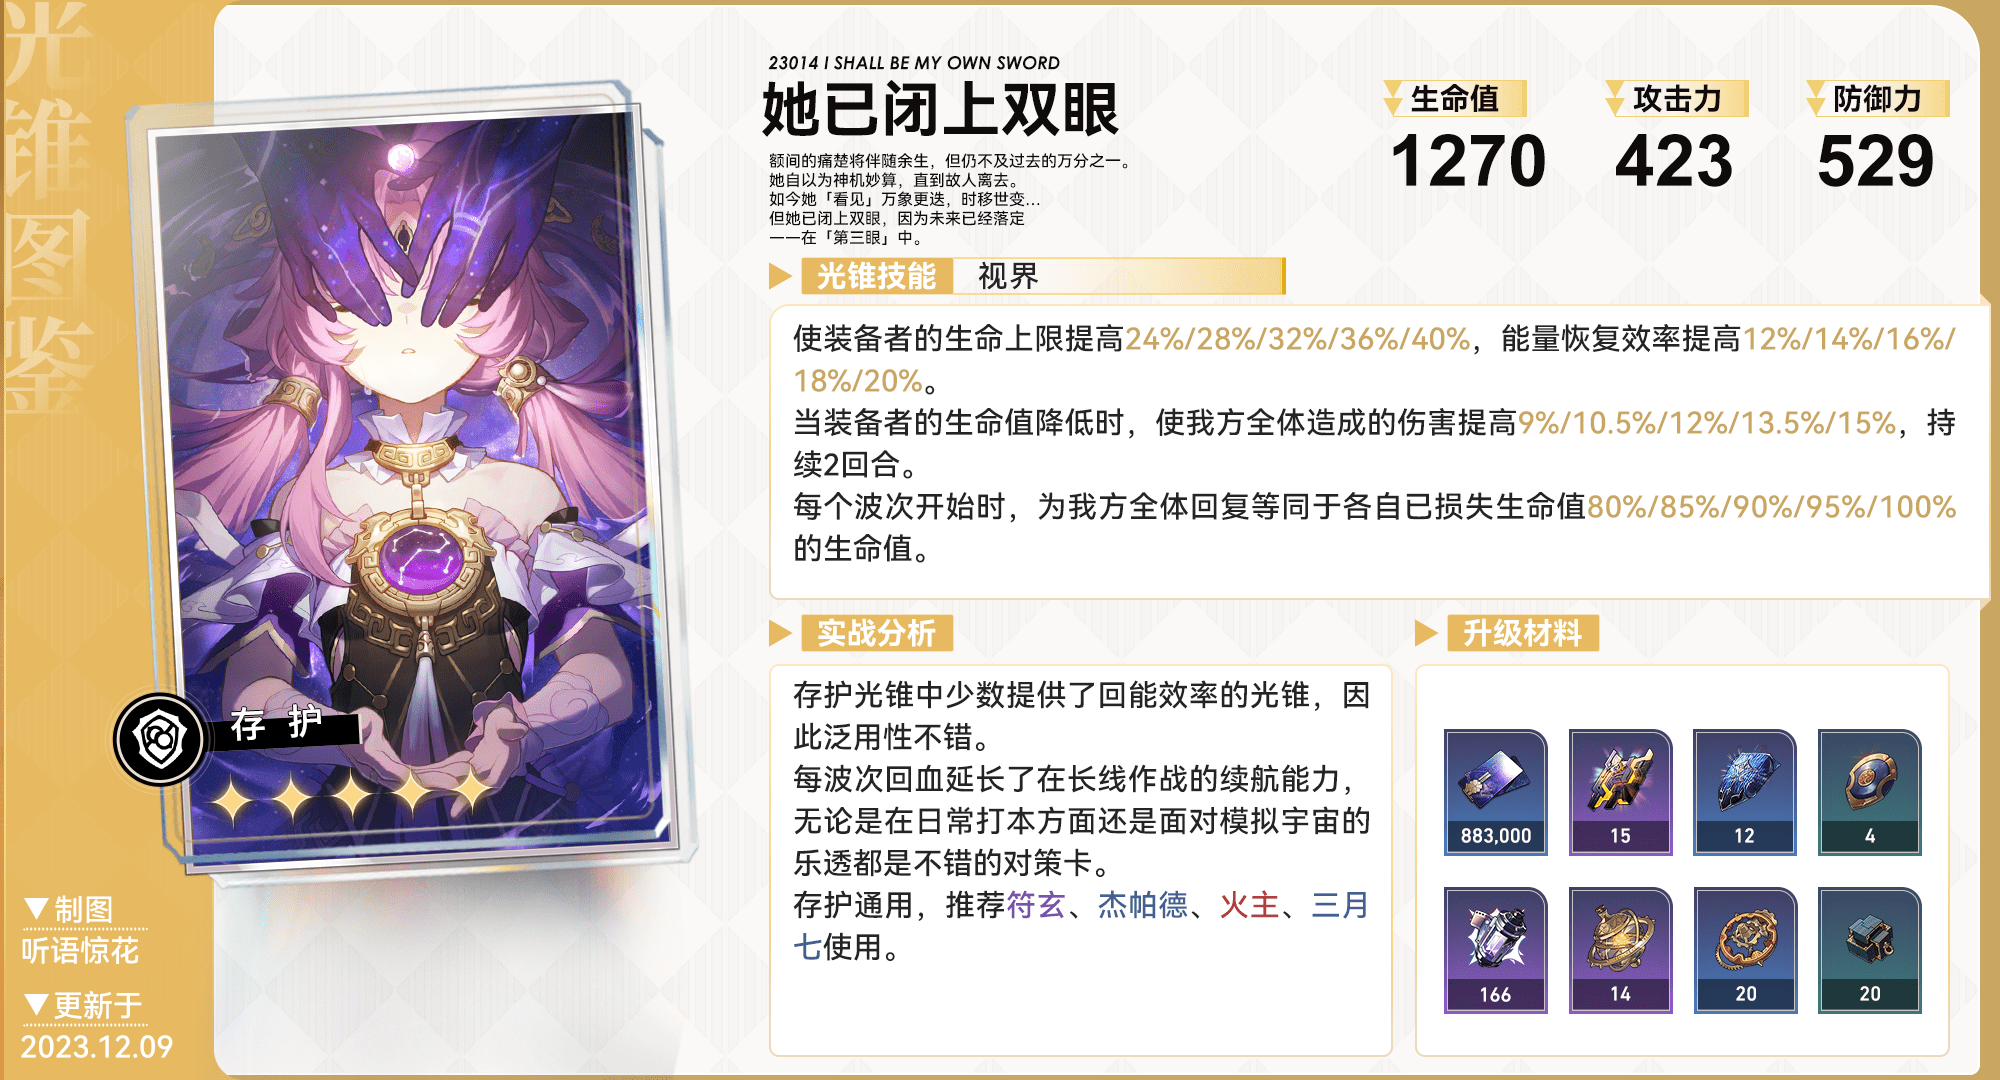 光锥图鉴
23014 I SHALL BE MY OWN SWORD
她已闭上双眼
额间的痛楚将伴随余生，但仍不及过去的万分之一。
她自以为神机妙算，直到故人离去。
如今她「看见」万象更迭，时移世变…
但她已闭上双眼，因为未来已经落定
一一在「第三眼」中。
生命值
1270
攻击力
423
防御力
529
光锥技能
视界
使装备者的生命上限提高24%/28%/32%/36%/40%，能量恢复效率提高12%/14%/16%/
18%/20%。
当装备者的生命值降低时，使我方全体造成的伤害提高9%/10.5%/12%/13.5%/15%，持
续2回合。
每个波次开始时，为我方全体回复等同于各自已损失生命值80%/85%/90%/95%/100%
的生命值。
存护
实战分析
存护光锥中少数提供了回能效率的光锥，因
此泛用性不错。
每波次回血延长了在长线作战的续航能力，
无论是在日常打本方面还是面对模拟宇宙的
乐透都是不错的对策卡。
存护通用，推荐符玄、杰帕德、火主、三月
七使用。
升级材料
883,000
15
12
4
166
14
20
20
▼制图
听语惊花
▼更新于
2023.12.09